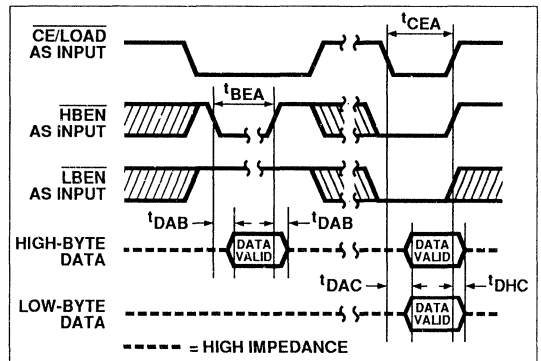 CE/LOAD
AS INPUT
tCEA
tBEA
HBEN
AS INPUT
LBEN
AS INPUT
tDAB
tDAB
HIGH-BYTE
DATA
DATA
VALID
DATA
VALID
tDAC
tDHC
LOW-BYTE
DATA
DATA
VALID
= HIGH IMPEDANCE